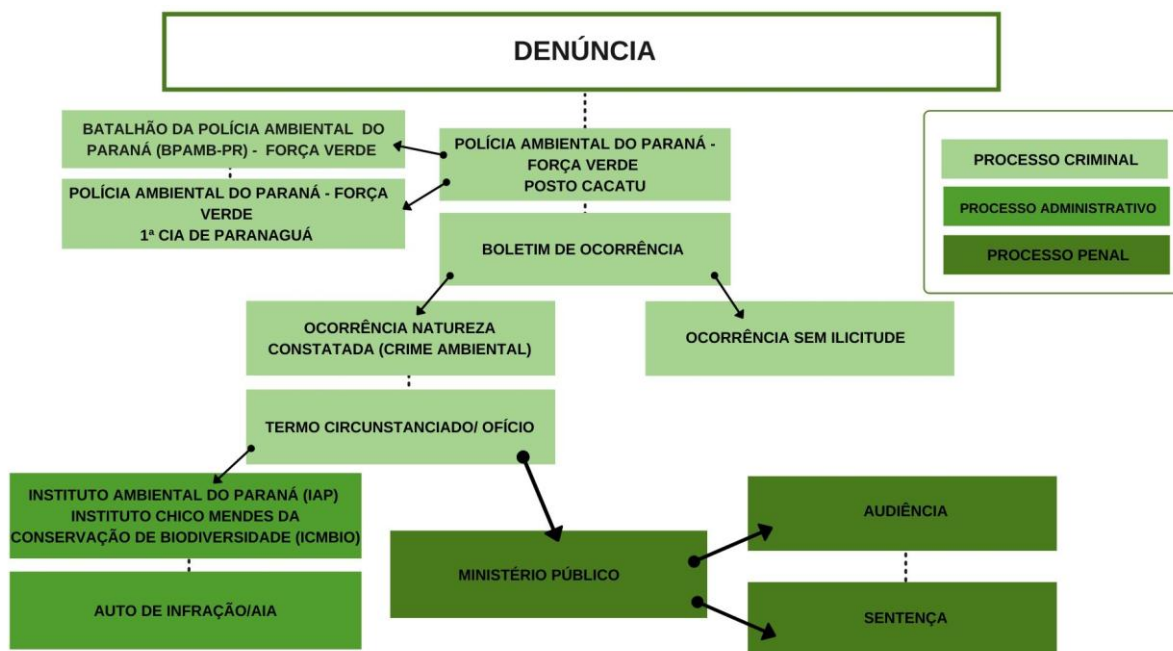 DENÚNCIA
BATALHÃO DA POLÍCIA AMBIENTAL DO
PARANÁ (BPAMB-PR) - FORÇA VERDE
POLÍCIA AMBIENTAL DO PARANÁ -
FORÇA VERDE
POSTO CACATU
POLÍCIA AMBIENTAL DO PARANÁ - FORÇA
VERDE
1ª CIA DE PARANAGUÁ
PROCESSO CRIMINAL
PROCESSO ADMINISTRATIVO
PROCESSO PENAL
BOLETIM DE OCORRÊNCIA
OCORRÊNCIA NATUREZA
CONSTATADA (CRIME AMBIENTAL)
OCORRÊNCIA SEM ILICITUDE
TERMO CIRCUNSTANCIADO/ OFÍCIO
INSTITUTO AMBIENTAL DO PARANÁ (IAP)
INSTITUTO CHICO MENDES DA
CONSERVAÇÃO DE BIODIVERSIDADE (ICMBIO)
AUTO DE INFRAÇÃO/AIA
MINISTÉRIO PÚBLICO
AUDIÊNCIA
SENTENÇA